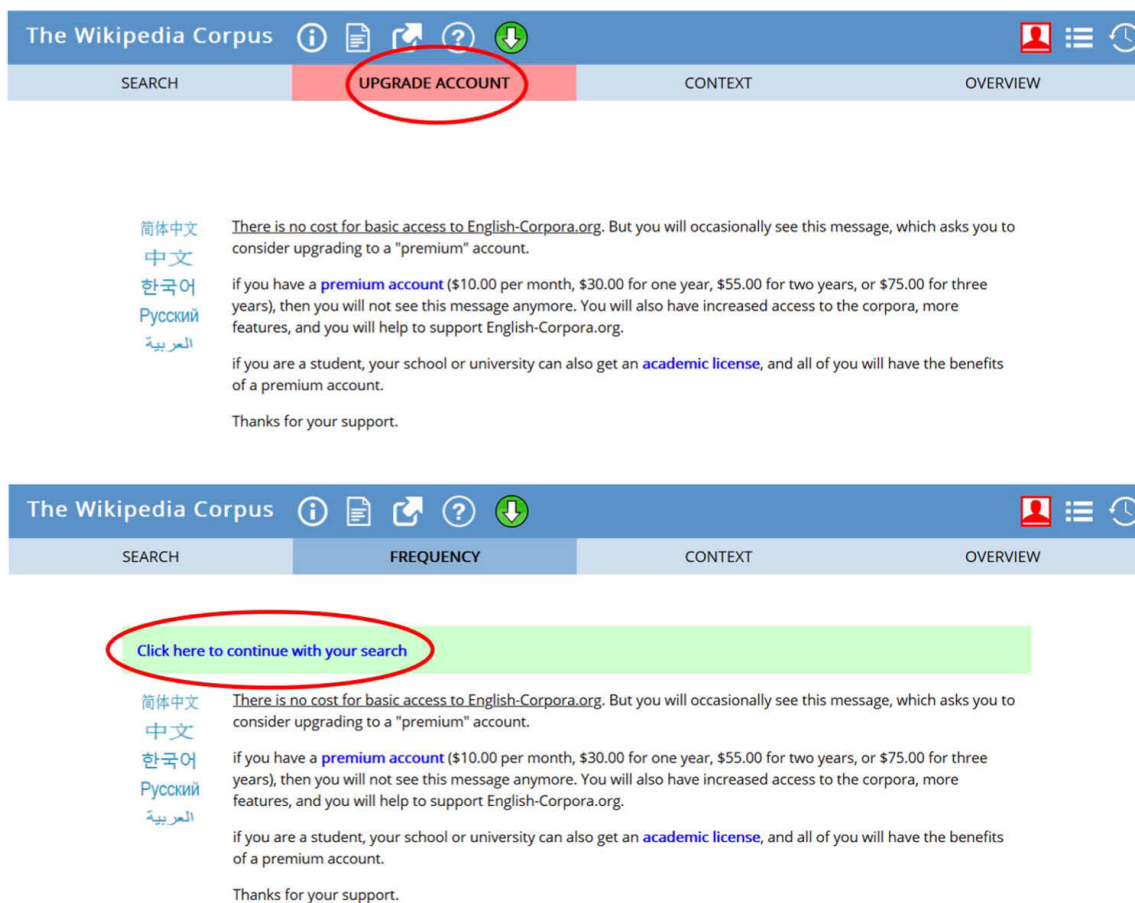 The Wikipedia Corpus
SEARCH UPGRADE ACCOUNT CONTEXT OVERVIEW
简体中文
中文
한국어
Русский
العربية
There is no cost for basic access to English-Corpora.org. But you will occasionally see this message, which asks you to
consider upgrading to a "premium" account.
if you have a premium account ($10.00 per month, $30.00 for one year, $55.00 for two years, or $75.00 for three
years), then you will not see this message anymore. You will also have increased access to the corpora, more
features, and you will help to support English-Corpora.org.
if you are a student, your school or university can also get an academic license, and all of you will have the benefits
of a premium account.
Thanks for your support.
The Wikipedia Corpus
SEARCH FREQUENCY CONTEXT OVERVIEW
Click here to continue with your search
简体中文
中文
한국어
Русский
العربية
There is no cost for basic access to English-Corpora.org. But you will occasionally see this message, which asks you to
consider upgrading to a "premium" account.
if you have a premium account ($10.00 per month, $30.00 for one year, $55.00 for two years, or $75.00 for three
years), then you will not see this message anymore. You will also have increased access to the corpora, more
features, and you will help to support English-Corpora.org.
if you are a student, your school or university can also get an academic license, and all of you will have the benefits
of a premium account.
Thanks for your support.